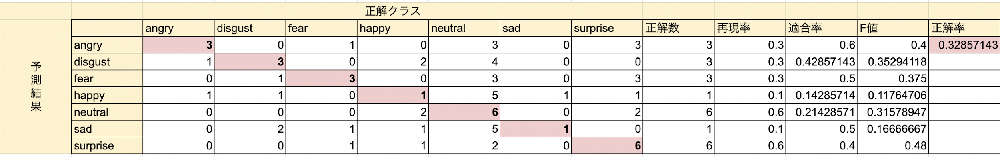 正解クラス
angry disgust fear happy neutral sad surprise 正解数 再現率 適合率 F値 正解率
angry 3 0 1 0 3 0 3 3 0.3 0.6 0.4 0.32857143
disgust 1 3 0 2 4 0 0 3 0.3 0.42857143 0.35294118
fear 0 1 3 0 3 0 3 3 0.3 0.5 0.375
happy 1 1 0 1 5 1 1 1 0.1 0.14285714 0.11764706
neutral 0 0 0 2 6 0 2 6 0.6 0.21428571 0.31578947
sad 0 2 1 1 5 1 0 1 0.1 0.5 0.16666667
surprise 0 0 1 1 2 0 6 6 0.6 0.4 0.48
予測結果